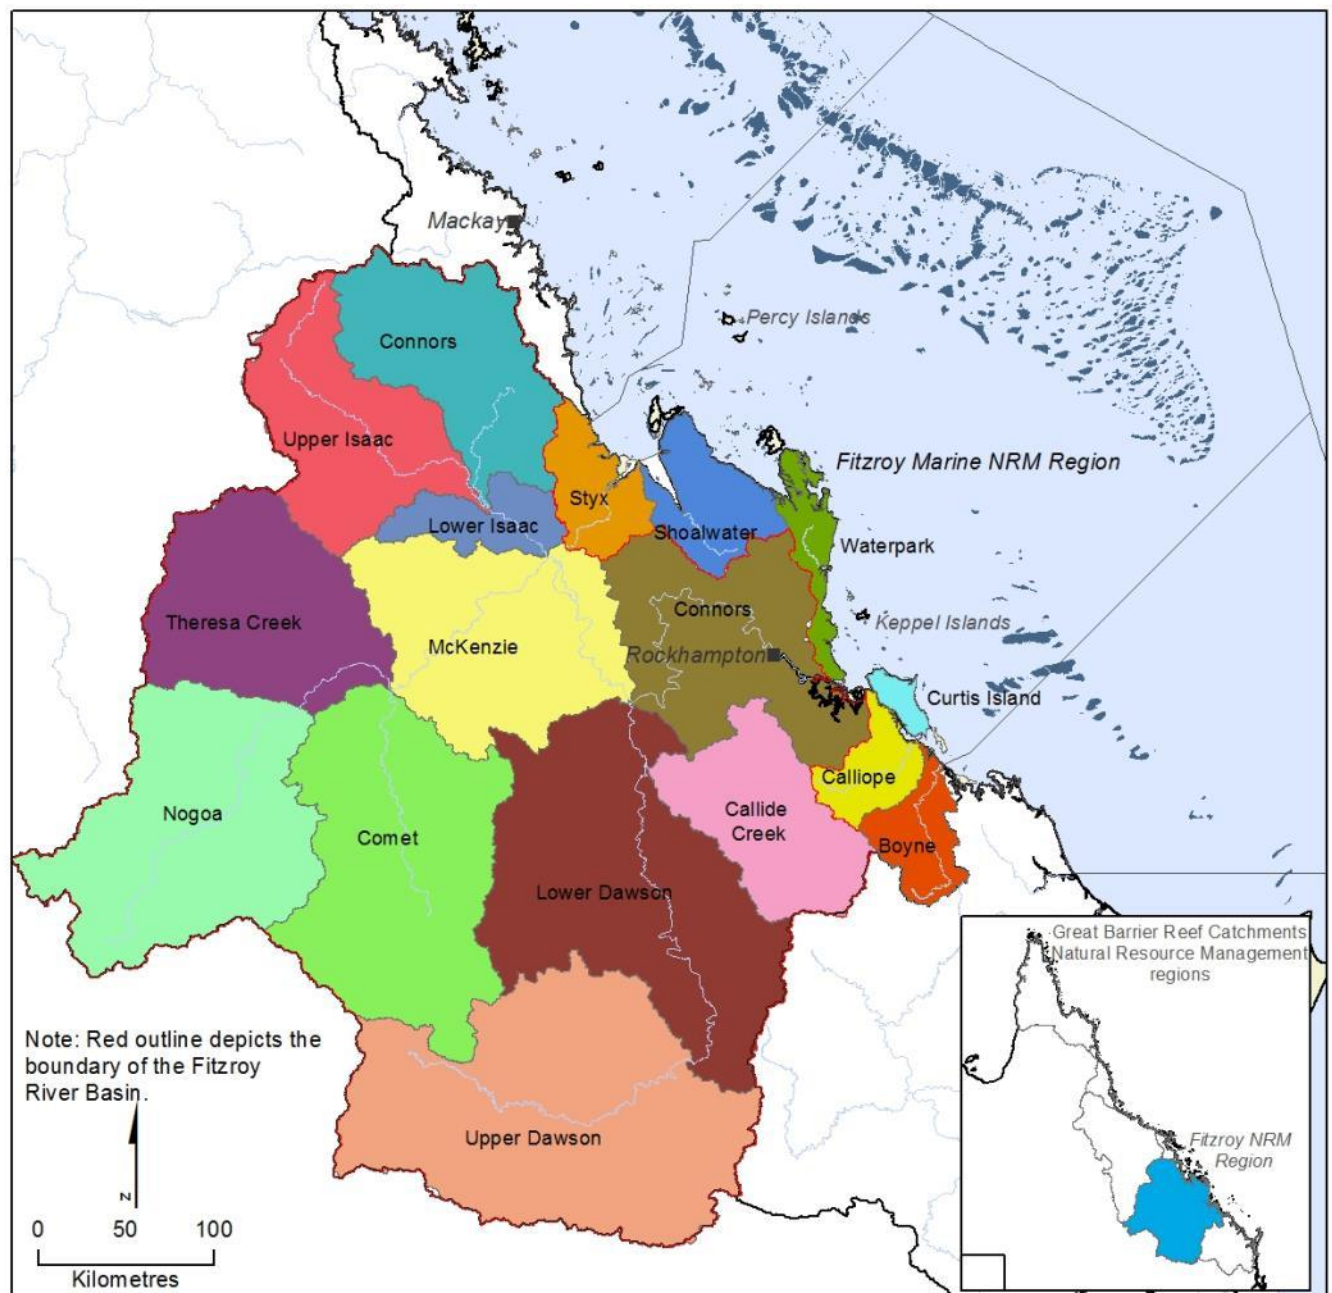 Mackay
Percy Islands
Connors
Upper Isaac
Fitzroy Marine NRM Region
Styx
Lower Isaac
Shoalwater
Waterpark
Theresa Creek
Connors
Keppel Islands
McKenzie
Rockhampton
Curtis Island
Calliope
Nogoa
Callide
Creek
Comet
Boyne
Lower Dawson
Great Barrier Reef Catchments
Natural Resource Management
regions
Note: Red outline depicts the
boundary of the Fitzroy
River Basin.
Upper Dawson
Fitzroy NRM
Region
N
0 50 100
Kilometres